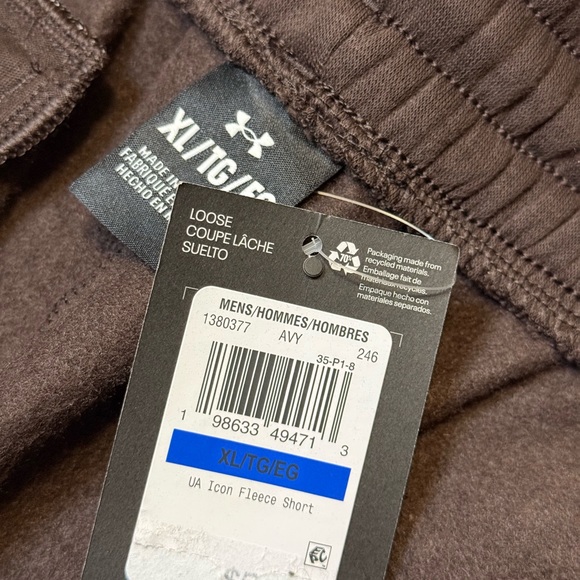 XL/TG/EG
MADE IN
FABRIQUÉ E
HECHO EN
LOOSE
COUPE LÂCHE
SUELTO
70%
Packaging made from
recycled materials.
Emballage fait de
matériaux recyclés.
Empaque hecho con
materiales separados.
MENS/HOMMES/HOMBRES
1380377 AVY 246
35-P1-8
1 98633 49471 3
XL/TG/EG
UA Icon Fleece Short